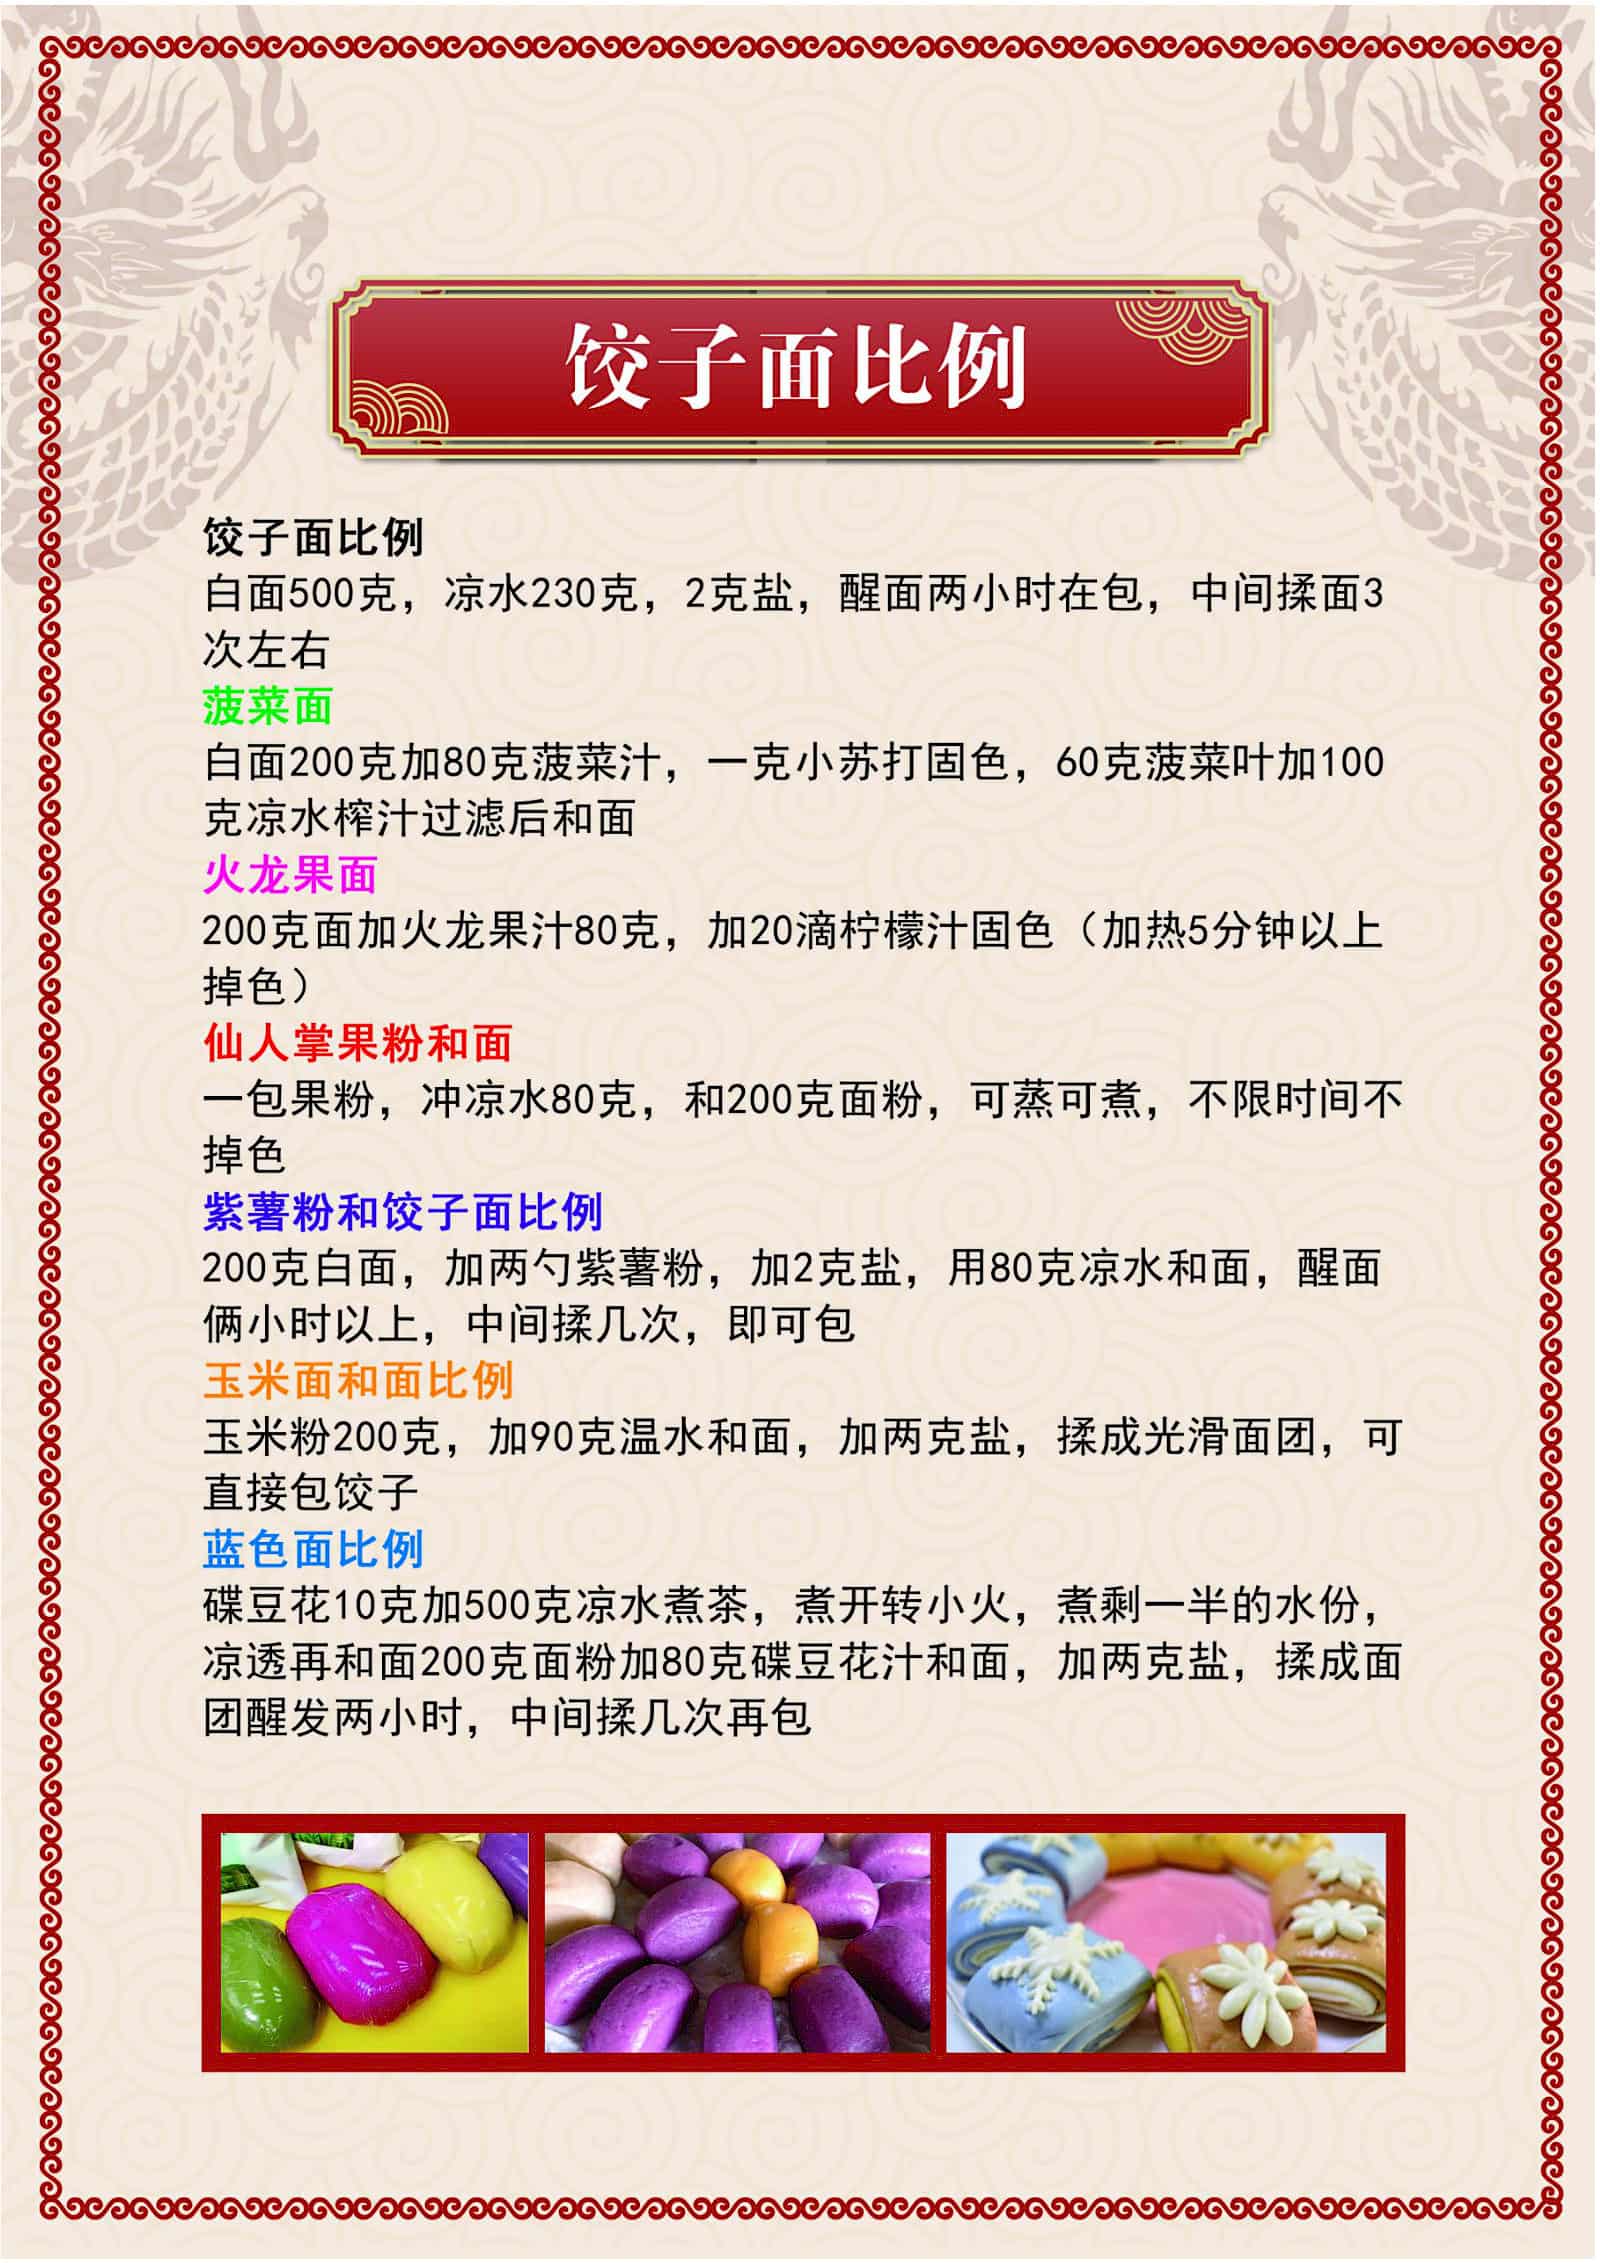 饺子面比例
饺子面比例
白面500克，凉水230克，2克盐，醒面两小时在包，中间揉面3
次左右
菠菜面
白面200克加80克菠菜汁，一克小苏打固色，60克菠菜叶加100
克凉水榨汁过滤后和面
火龙果面
200克面加火龙果汁80克，加20滴柠檬汁固色（加热5分钟以上
掉色）
仙人掌果粉和面
一包果粉，冲凉水80克，和200克面粉，可蒸可煮，不限时间不
掉色
紫薯粉和饺子面比例
200克白面，加两勺紫薯粉，加2克盐，用80克凉水和面，醒面
俩小时以上，中间揉几次，即可包
玉米面和面比例
玉米粉200克，加90克温水和面，加两克盐，揉成光滑面团，可
直接包饺子
蓝色面比例
碟豆花10克加500克凉水煮茶，煮开转小火，煮剩一半的水份，
凉透再和面200克面粉加80克碟豆花汁和面，加两克盐，揉成面
团醒发两小时，中间揉几次再包